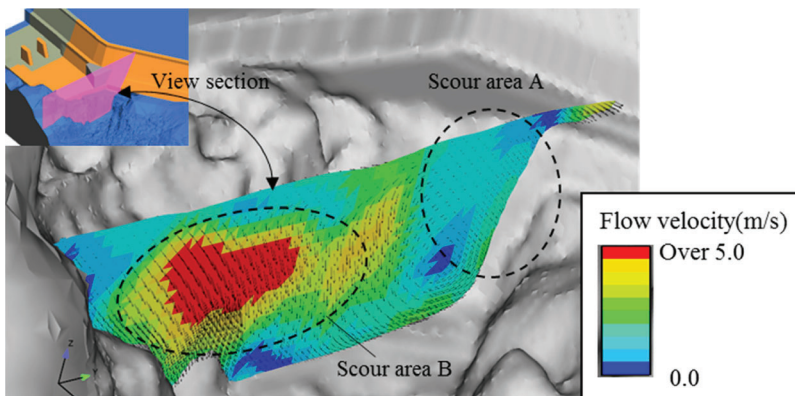 View section
Scour area A
Flow velocity(m/s)
Over 5.0
0.0
Scour area B
z
Y